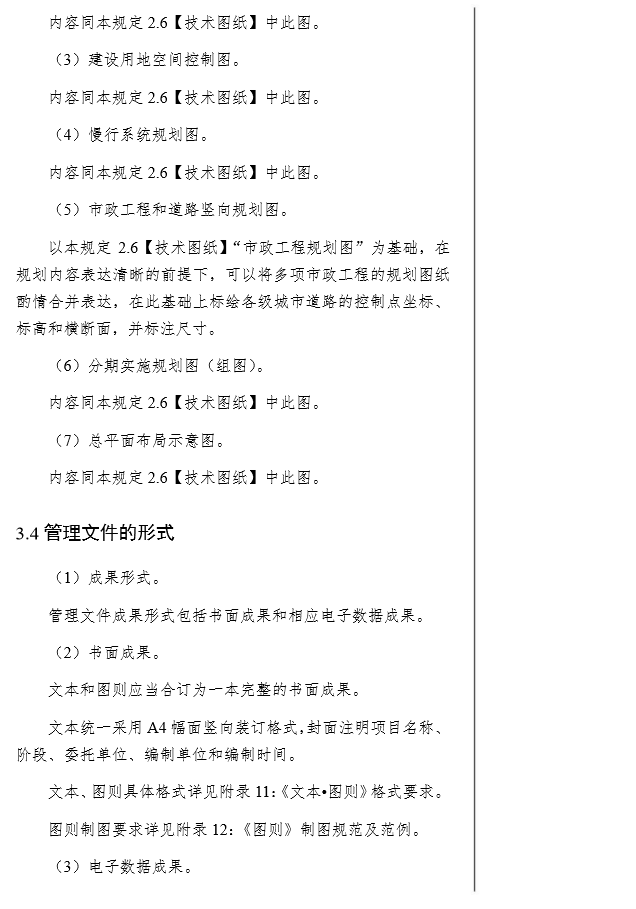 内容同本规定 2.6【技术图纸】中此图。
（3）建设用地空间控制图。
内容同本规定 2.6【技术图纸】中此图。
（4）慢行系统规划图。
内容同本规定 2.6【技术图纸】中此图。
（5）市政工程和道路竖向规划图。
以本规定 2.6【技术图纸】“市政工程规划图”为基础，在
规划内容表达清晰的前提下，可以将多项市政工程的规划图纸
酌情合并表达，在此基础上标绘各级城市道路的控制点坐标、
标高和横断面，并标注尺寸。
（6）分期实施规划图（组图）。
内容同本规定 2.6【技术图纸】中此图。
（7）总平面布局示意图。
内容同本规定 2.6【技术图纸】中此图。
3.4 管理文件的形式
（1）成果形式。
管理文件成果形式包括书面成果和相应电子数据成果。
（2）书面成果。
文本和图则应当合订为一本完整的书面成果。
文本统一采用 A4 幅面竖向装订格式，封面注明项目名称、
阶段、委托单位、编制单位和编制时间。
文本、图则具体格式详见附录 11：《文本•图则》格式要求。
图则制图要求详见附录 12：《图则》制图规范及范例。
（3）电子数据成果。